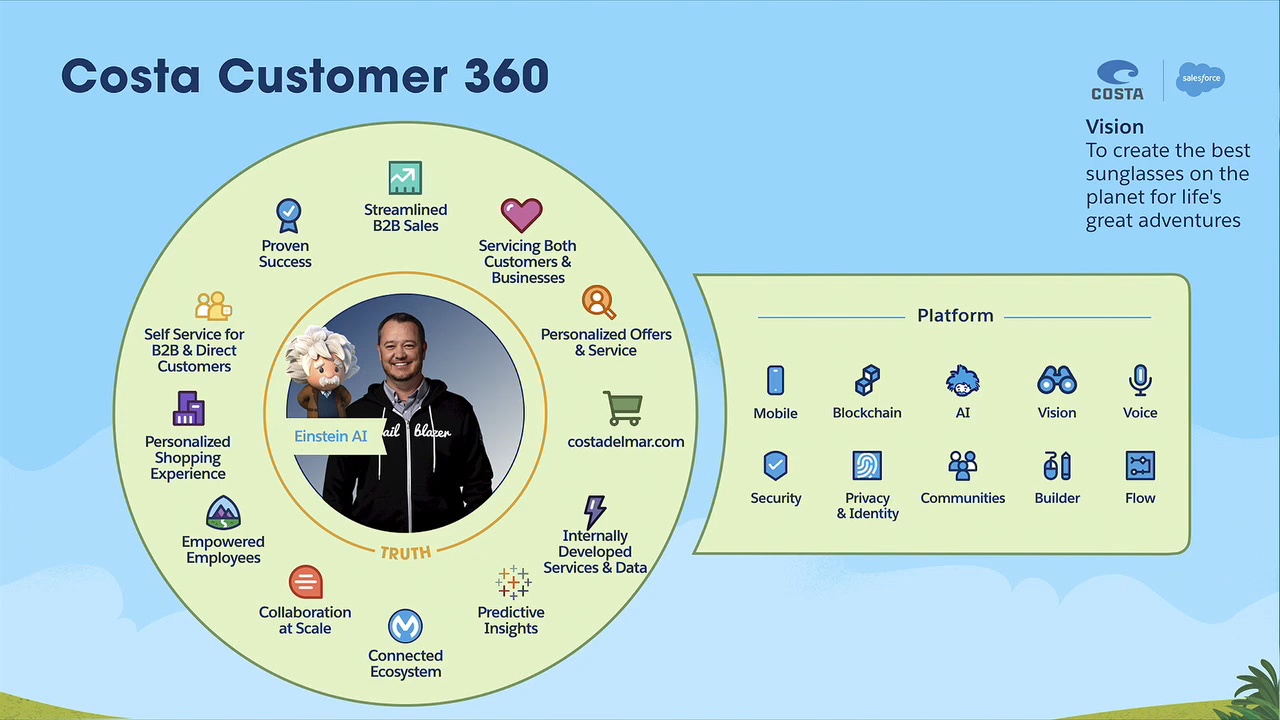 Costa Customer 360
COSTA
salesforce
Vision
To create the best
sunglasses on the
planet for life's
great adventures
Streamlined
B2B Sales
Servicing Both
Customers &
Businesses
Personalized Offers
& Service
costadelmar.com
Internally
Developed
Services & Data
Predictive
Insights
Connected
Ecosystem
Collaboration
at Scale
Empowered
Employees
Personalized
Shopping
Experience
Self Service for
B2B & Direct
Customers
Proven
Success
Einstein AI
ail blazer
TRUTH
Platform
Mobile
Blockchain
AI
Vision
Voice
Security
Privacy
& Identity
Communities
Builder
Flow